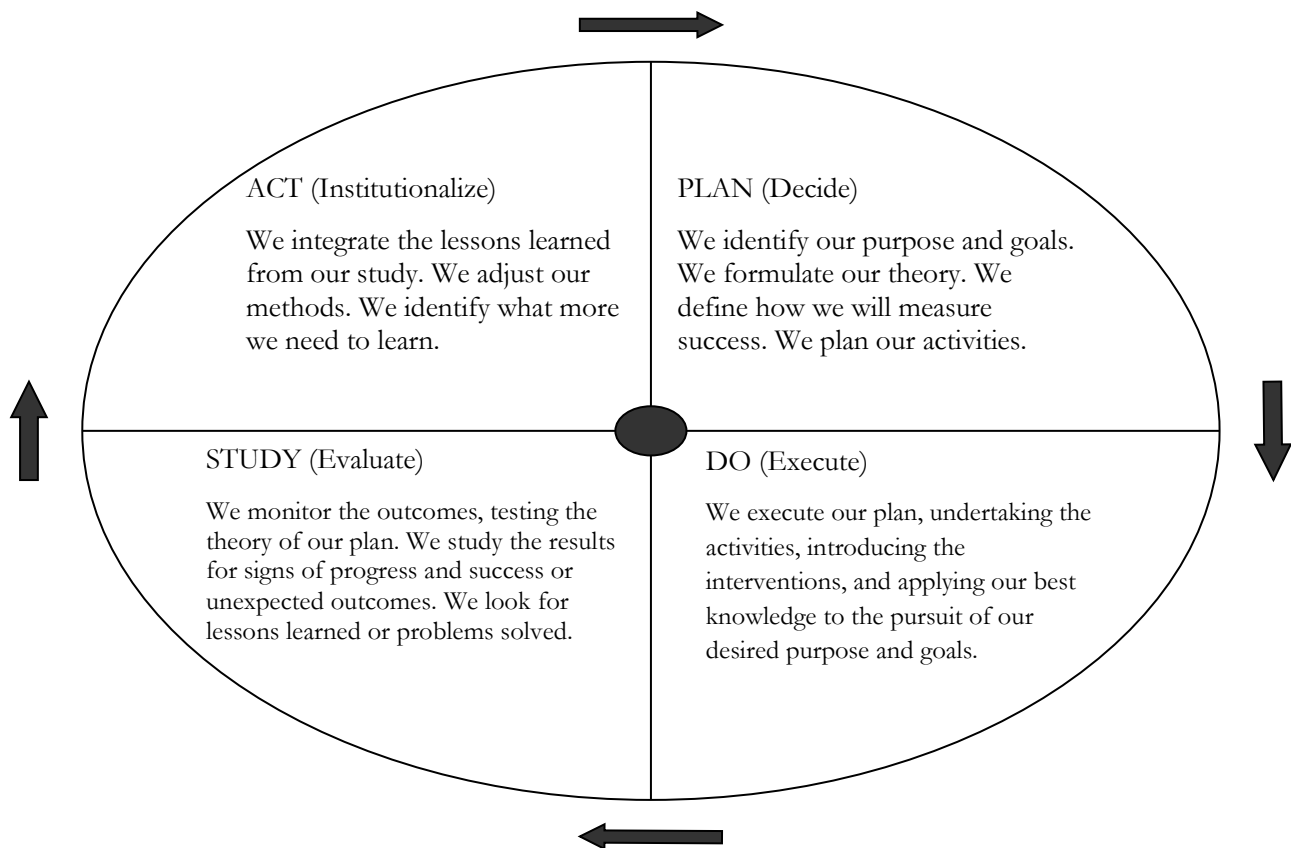 ACT (Institutionalize)
We integrate the lessons learned
from our study. We adjust our
methods. We identify what more
we need to learn.
PLAN (Decide)
We identify our purpose and goals.
We formulate our theory. We
define how we will measure
success. We plan our activities.
STUDY (Evaluate)
We monitor the outcomes, testing the
theory of our plan. We study the results
for signs of progress and success or
unexpected outcomes. We look for
lessons learned or problems solved.
DO (Execute)
We execute our plan, undertaking the
activities, introducing the
interventions, and applying our best
knowledge to the pursuit of our
desired purpose and goals.